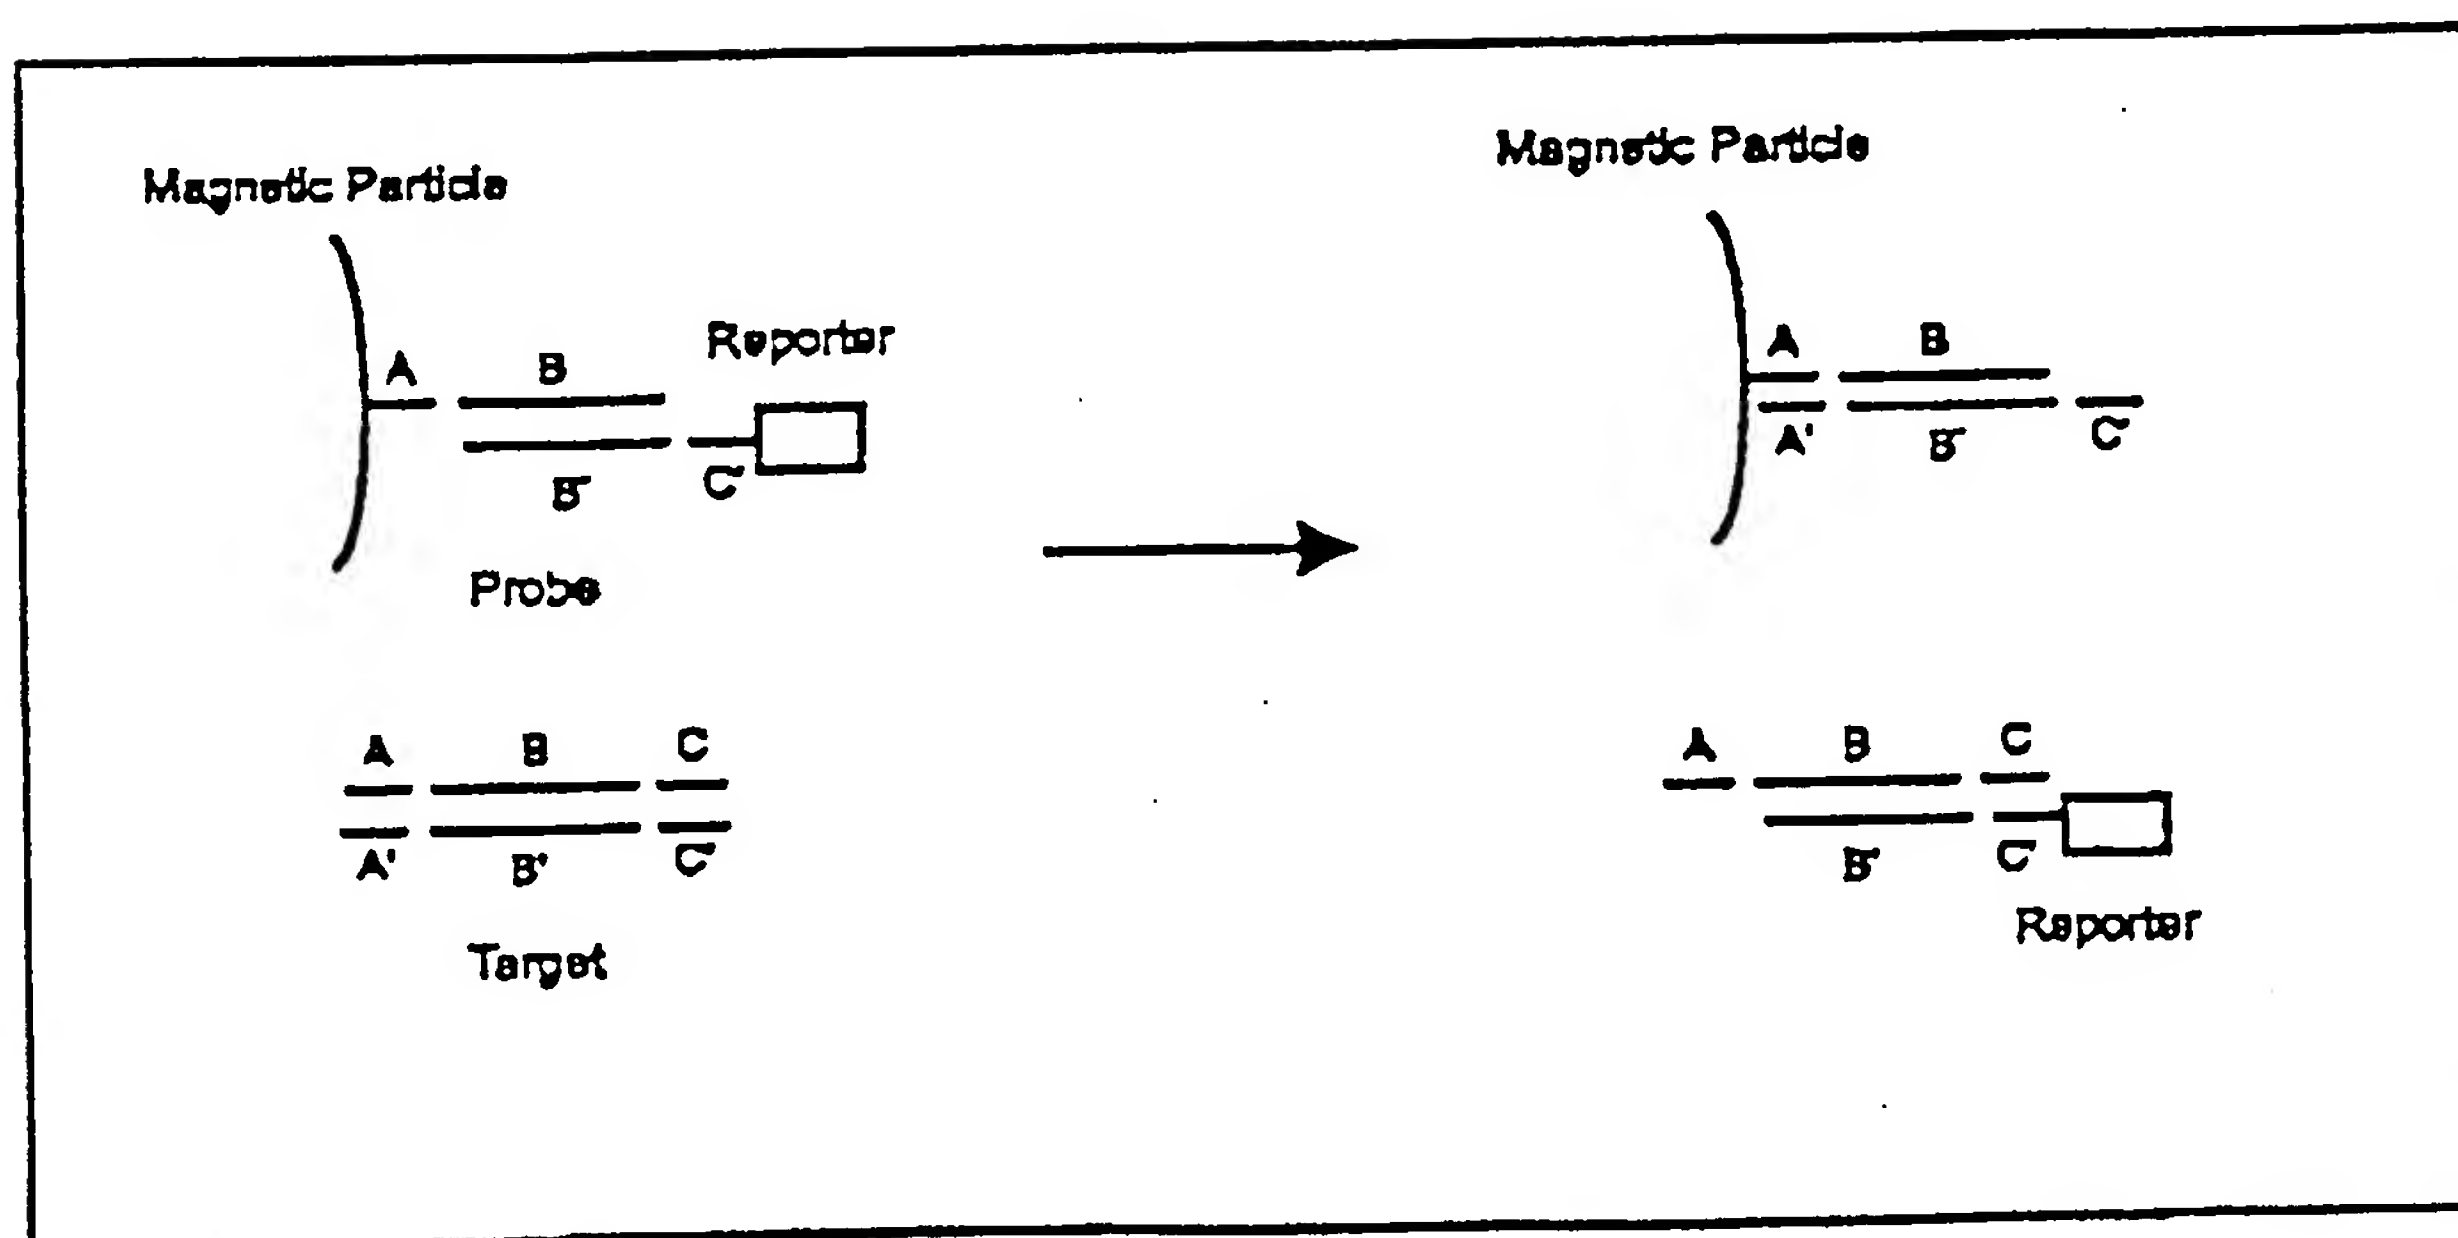 Magnetic Particle
A B Reporter
B' C'
Probe
A B C
A' B' C'
Target
Magnetic Particle
A B
A' B' C'
A B C
B' C'
Reporter